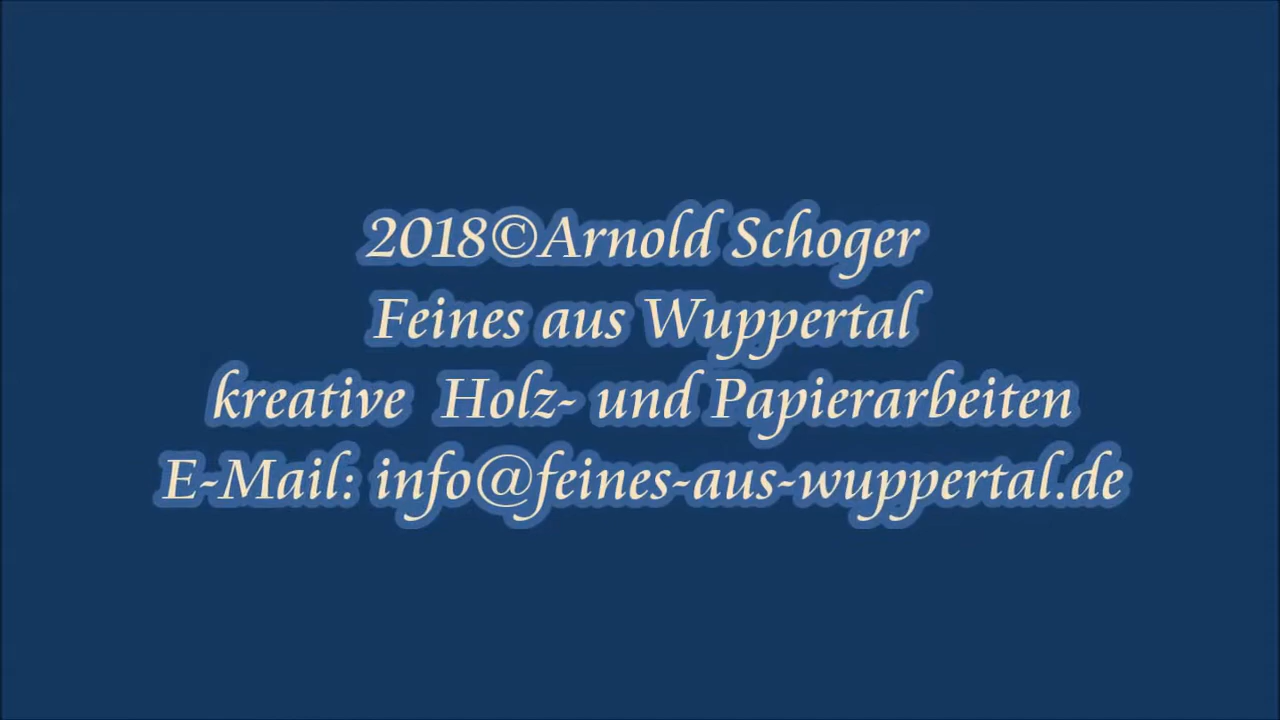 2018©Arnold Schoger
Feines aus Wuppertal
kreative  Holz- und Papierarbeiten
E-Mail: info@feines-aus-wuppertal.de